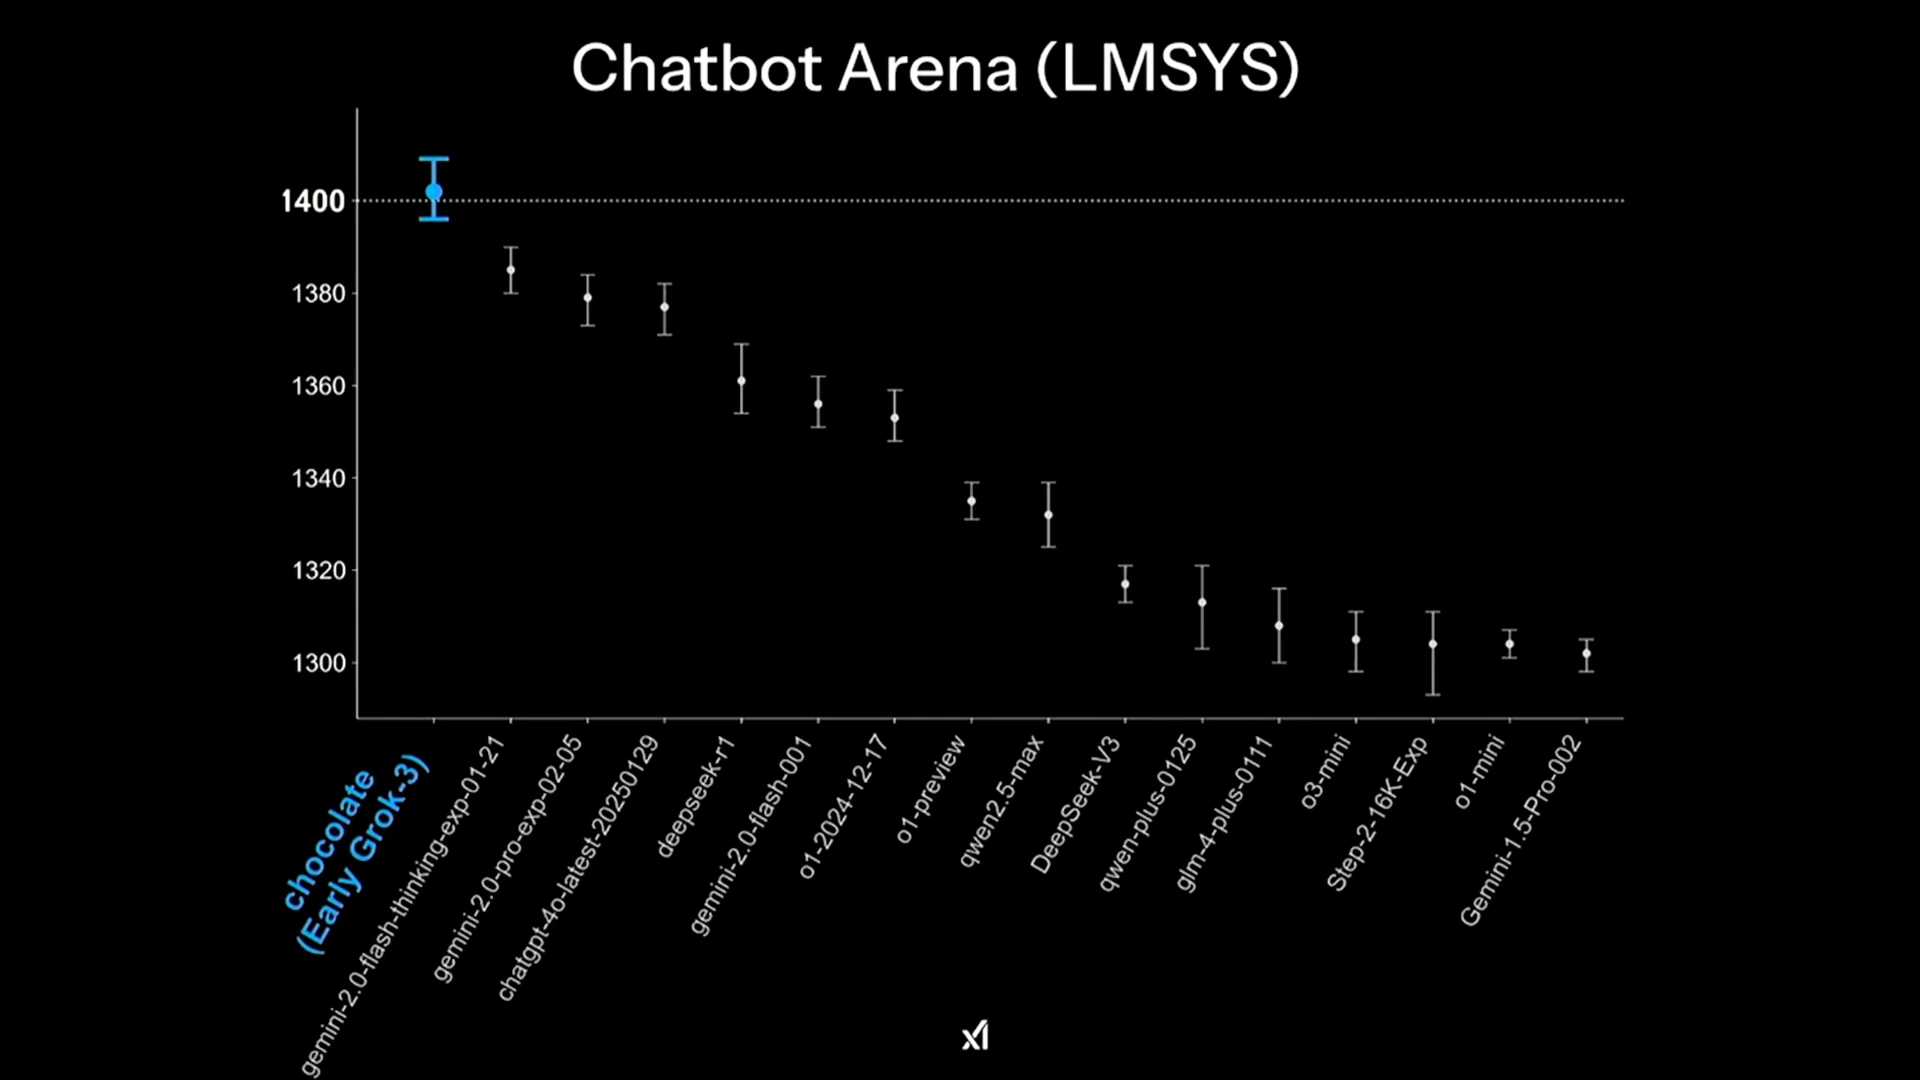 Chatbot Arena (LMSYS)
1400
1380
1360
1340
1320
1300
chocolate
(Early Grok-3)
gemini-2.0-flash-thinking-exp-01-21
gemini-2.0-pro-exp-02-05
chatgpt-4o-latest-20250129
deepseek-r1
gemini-2.0-flash-001
o1-2024-12-17
o1-preview
qwen2.5-max
DeepSeek-V3
qwen-plus-0125
glm-4-plus-0111
o3-mini
Step-2-16K-Exp
o1-mini
Gemini-1.5-Pro-002
xI